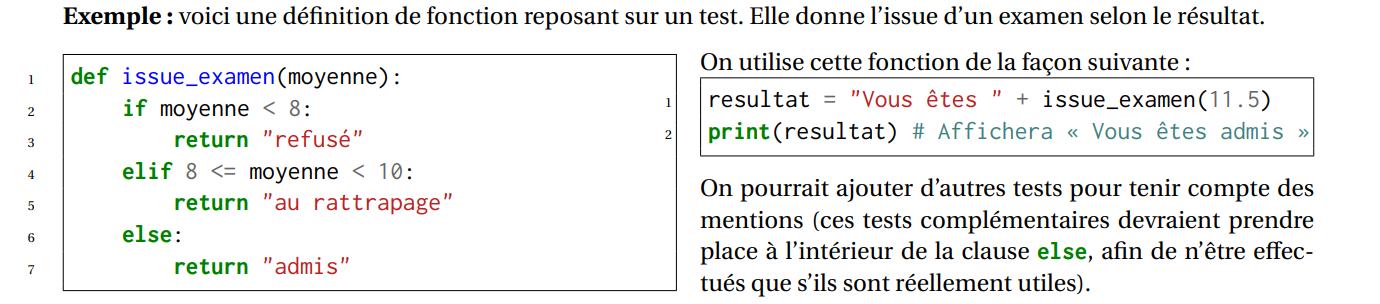 Exemple : voici une définition de fonction reposant sur un test. Elle donne l’issue d’un examen selon le résultat.
1 def issue_examen(moyenne):
2 if moyenne < 8:
3 return "refusé"
4 elif 8 <= moyenne < 10:
5 return "au rattrapage"
6 else:
7 return "admis"
On utilise cette fonction de la façon suivante :
1 resultat = "Vous êtes " + issue_examen(11.5)
2 print(resultat) # Affichera « Vous êtes admis »
On pourrait ajouter d’autres tests pour tenir compte des
mentions (ces tests complémentaires devraient prendre
place à l’intérieur de la clause else, afin de n’être effec-
tués que s’ils sont réellement utiles).